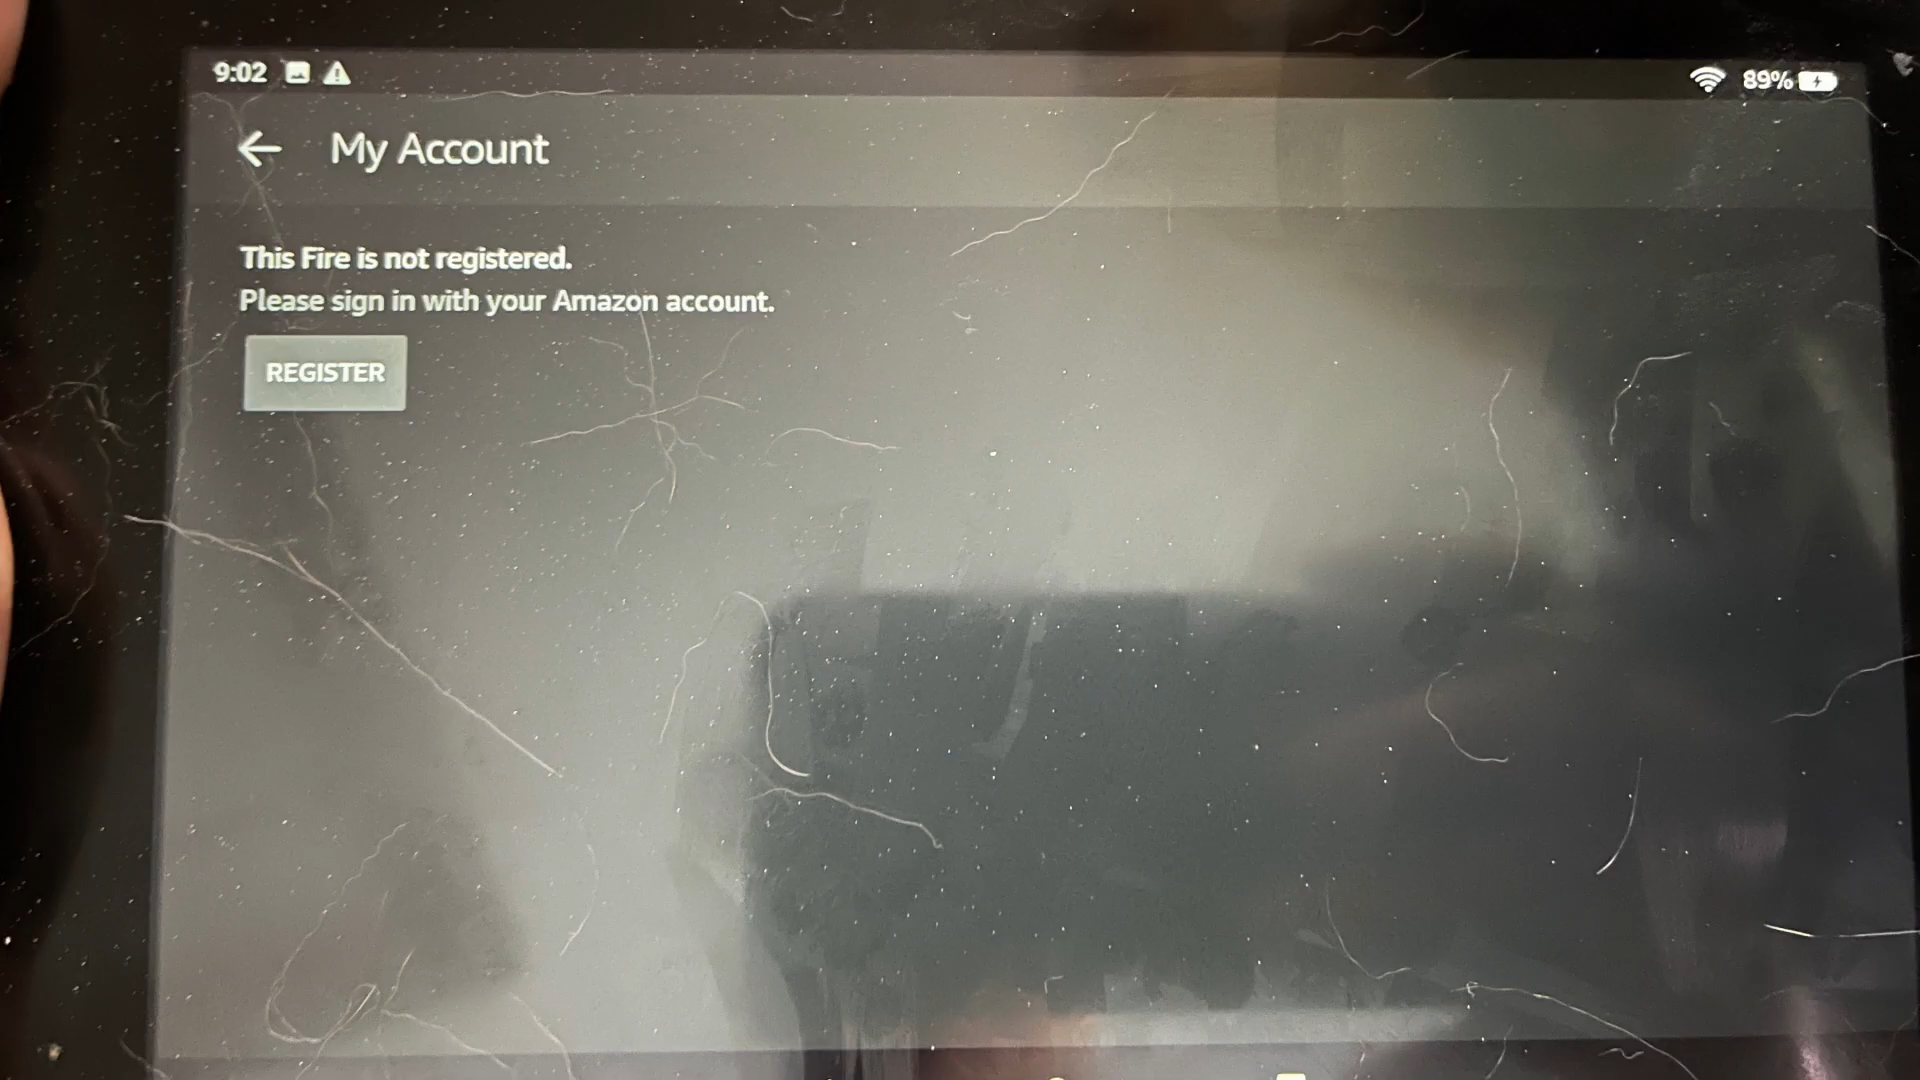 9:02
89%
My Account
This Fire is not registered.
Please sign in with your Amazon account.
REGISTER